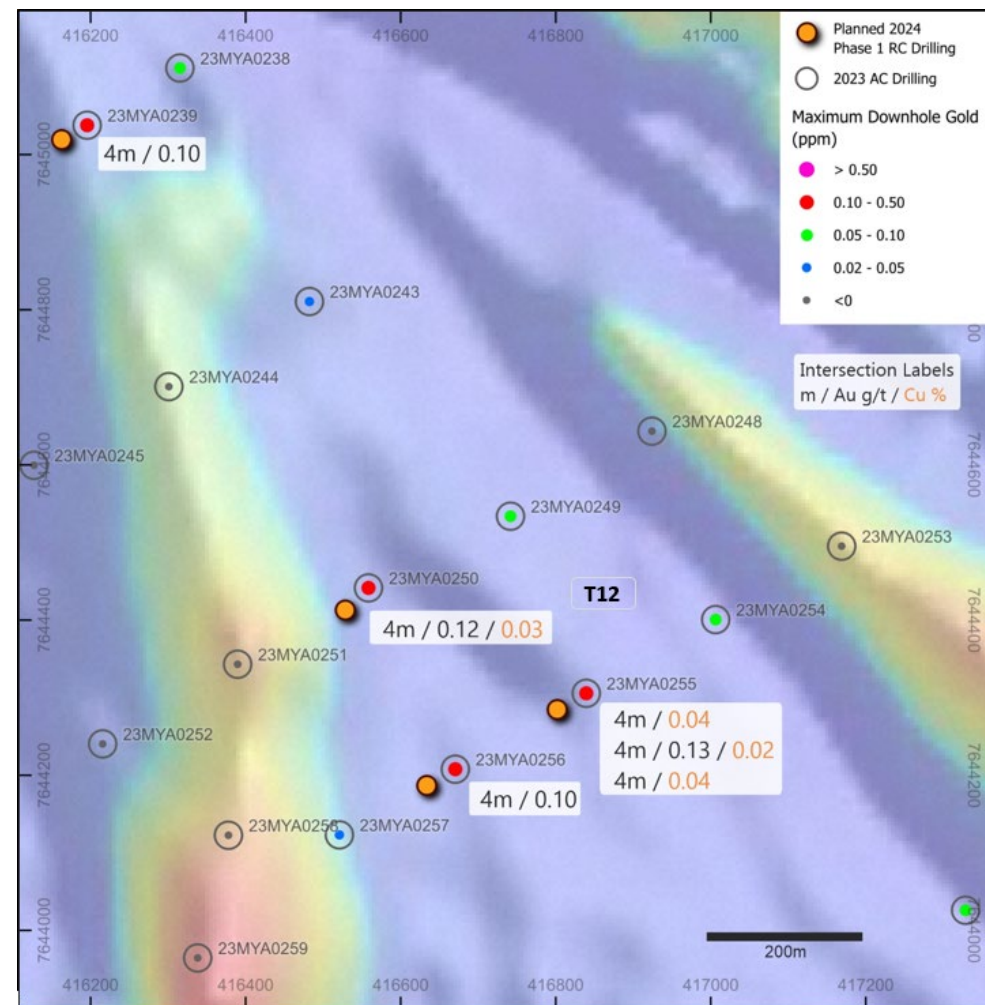 416200
416400
416600
416800
417000
Planned 2024
Phase 1 RC Drilling
2023 AC Drilling
Maximum Downhole Gold
(ppm)
> 0.50
0.10 - 0.50
0.05 - 0.10
0.02 - 0.05
<0
Intersection Labels
m / Au g/t / Cu %
23MYA0238
23MYA0239
4m / 0.10
7645000
23MYA0243
7644800
00
23MYA0244
23MYA0248
23MYA0245
7644600
7644600
23MYA0249
23MYA0253
23MYA0250
T12
4m / 0.12 / 0.03
23MYA0254
7644400
7644400
23MYA0251
23MYA0255
4m / 0.04
4m / 0.13 / 0.02
4m / 0.04
23MYA0252
23MYA0256
4m / 0.10
7644200
7644200
23MYA0257
7644000
7644000
23MYA0259
200m
416200
416400
416600
416800
417000
417200